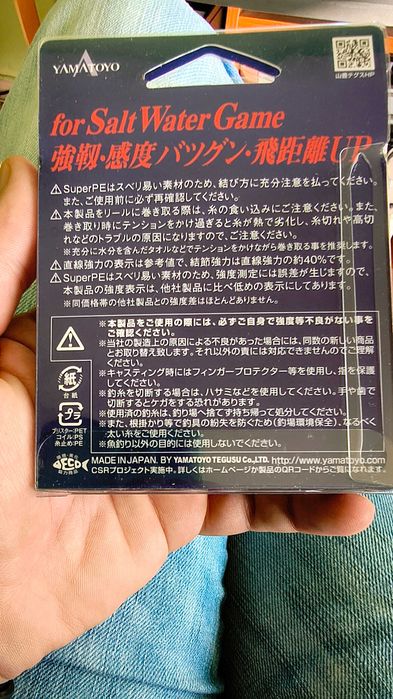 YAMATOYO
山豊テグスHP
for Salt Water Game
強靭・感度バツグン・飛距離UP
⚠SuperPEはスベリ易い素材のため、結び方に充分注意を払ってください。
また、ご使用前に必ず再確認してください。
⚠本製品をリールに巻き取る際は、糸の食い込みにご注意ください。また、
巻き取り時にテンションをかけ過ぎると糸が熱で劣化し、糸切れや高切
れなどのトラブルの原因になりますので、ご注意ください。
※充分に水分を含んだタオルなどでテンションをかけながら巻き取る事を推奨します。
⚠直線強力の表示は参考値で、結節強力は直線強力の約40%です。
⚠SuperPEはスベリ易い素材のため、強度測定には誤差が生じますので、
本製品の強度表示は、他社製品に比べ低めの表示にしてあります。
※同価格帯の他社製品との強度差はほとんどありません。
※本製品をご使用の際には、必ずご自身で強度等不良がない事を
ご確認ください。
※当社の製造上の原因による不良があった場合には、同数の新しい商品
とお取り替え致します。それ以外の責には対応できませんのでご理解
ください。
※キャスティング時にはフィンガープロテクター等を使用し、指を保護
してください。
※釣糸を切断する場合は、ハサミなどを使用してください。手や歯で
切断するとケガをする恐れがあります。
※使用済の釣糸は、釣り場へ捨てず持ち帰って処分してください。
※また、根掛かり等で釣具の紛失を防ぐため(釣場環境保全)、なるべく
太い糸をご使用ください。
※魚釣り以外の目的には使用しないでください。
紙
台紙
プラ
ブリスター:PET
コイル:PS
糸止め:PE
ECO
MADE IN JAPAN. BY YAMATOYO TEGUSU Co.,LTD. http://www.yamatoyo.com
CSRプロジェクト実施中。詳しくはホームページか製品のQRコードからご覧になれます。